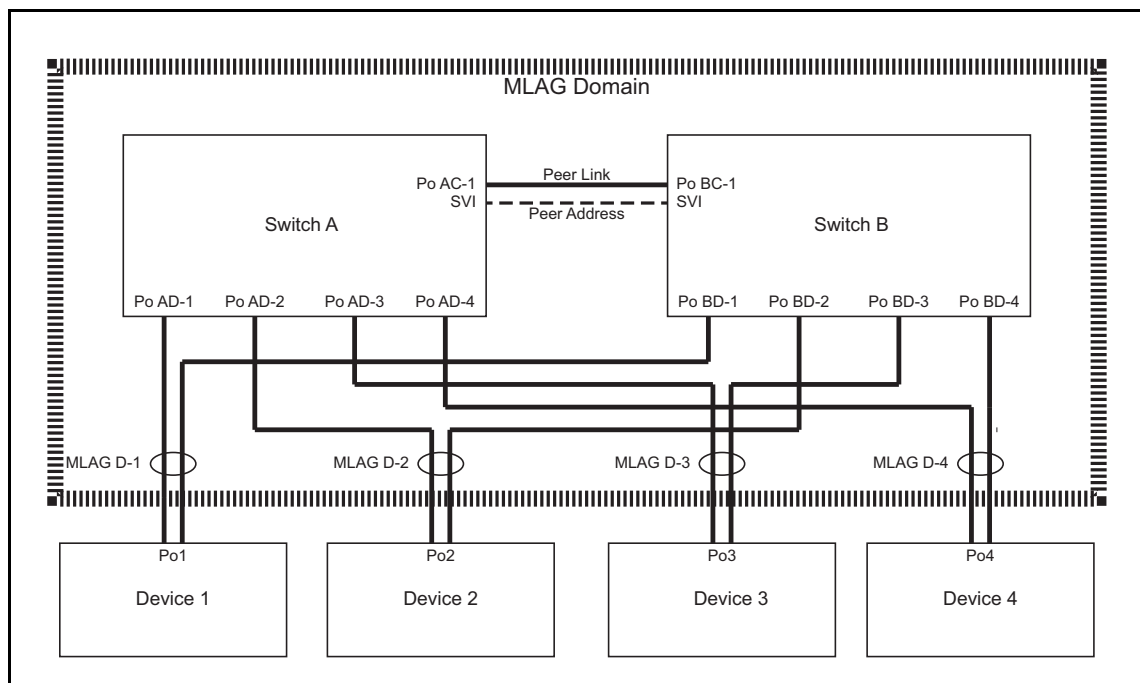 MLAG Domain
Po AC-1
Peer Link
Po BC-1
SVI
Peer Address
SVI
Switch A
Switch B
Po AD-1
Po AD-2
Po AD-3
Po AD-4
Po BD-1
Po BD-2
Po BD-3
Po BD-4
MLAG D-1
MLAG D-2
MLAG D-3
MLAG D-4
Po1
Po2
Po3
Po4
Device 1
Device 2
Device 3
Device 4